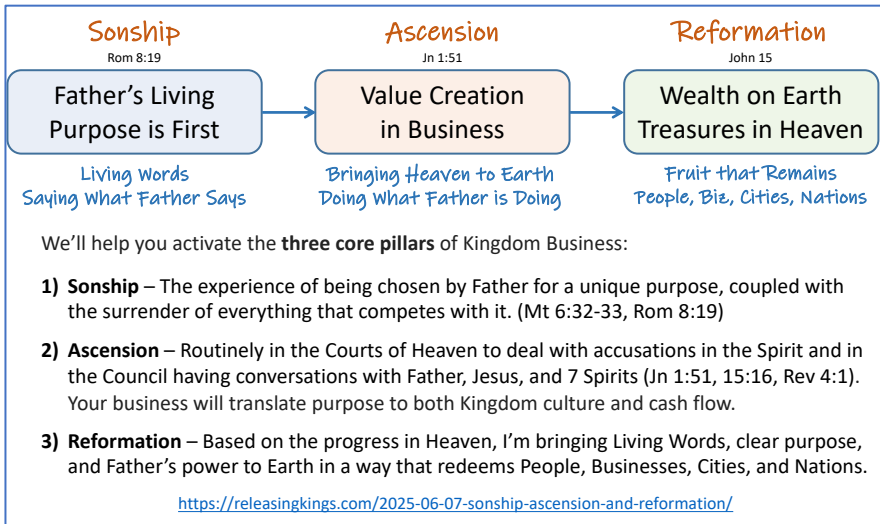 Sonship
Rom 8:19
Father's Living
Purpose is First
Living Words
Saying What Father Says
Ascension
Jn 1:51
Value Creation
in Business
Bringing Heaven to Earth
Doing What Father is Doing
Reformation
John 15
Wealth on Earth
Treasures in Heaven
Fruit that Remains
People, Biz, Cities, Nations
We'll help you activate the three core pillars of Kingdom Business:
1) Sonship – The experience of being chosen by Father for a unique purpose, coupled with
the surrender of everything that competes with it. (Mt 6:32-33, Rom 8:19)
2) Ascension – Routinely in the Courts of Heaven to deal with accusations in the Spirit and in
the Council having conversations with Father, Jesus, and 7 Spirits (Jn 1:51, 15:16, Rev 4:1).
Your business will translate purpose to both Kingdom culture and cash flow.
3) Reformation – Based on the progress in Heaven, I'm bringing Living Words, clear purpose,
and Father's power to Earth in a way that redeems People, Businesses, Cities, and Nations.
https://releasingkings.com/2025-06-07-sonship-ascension-and-reformation/